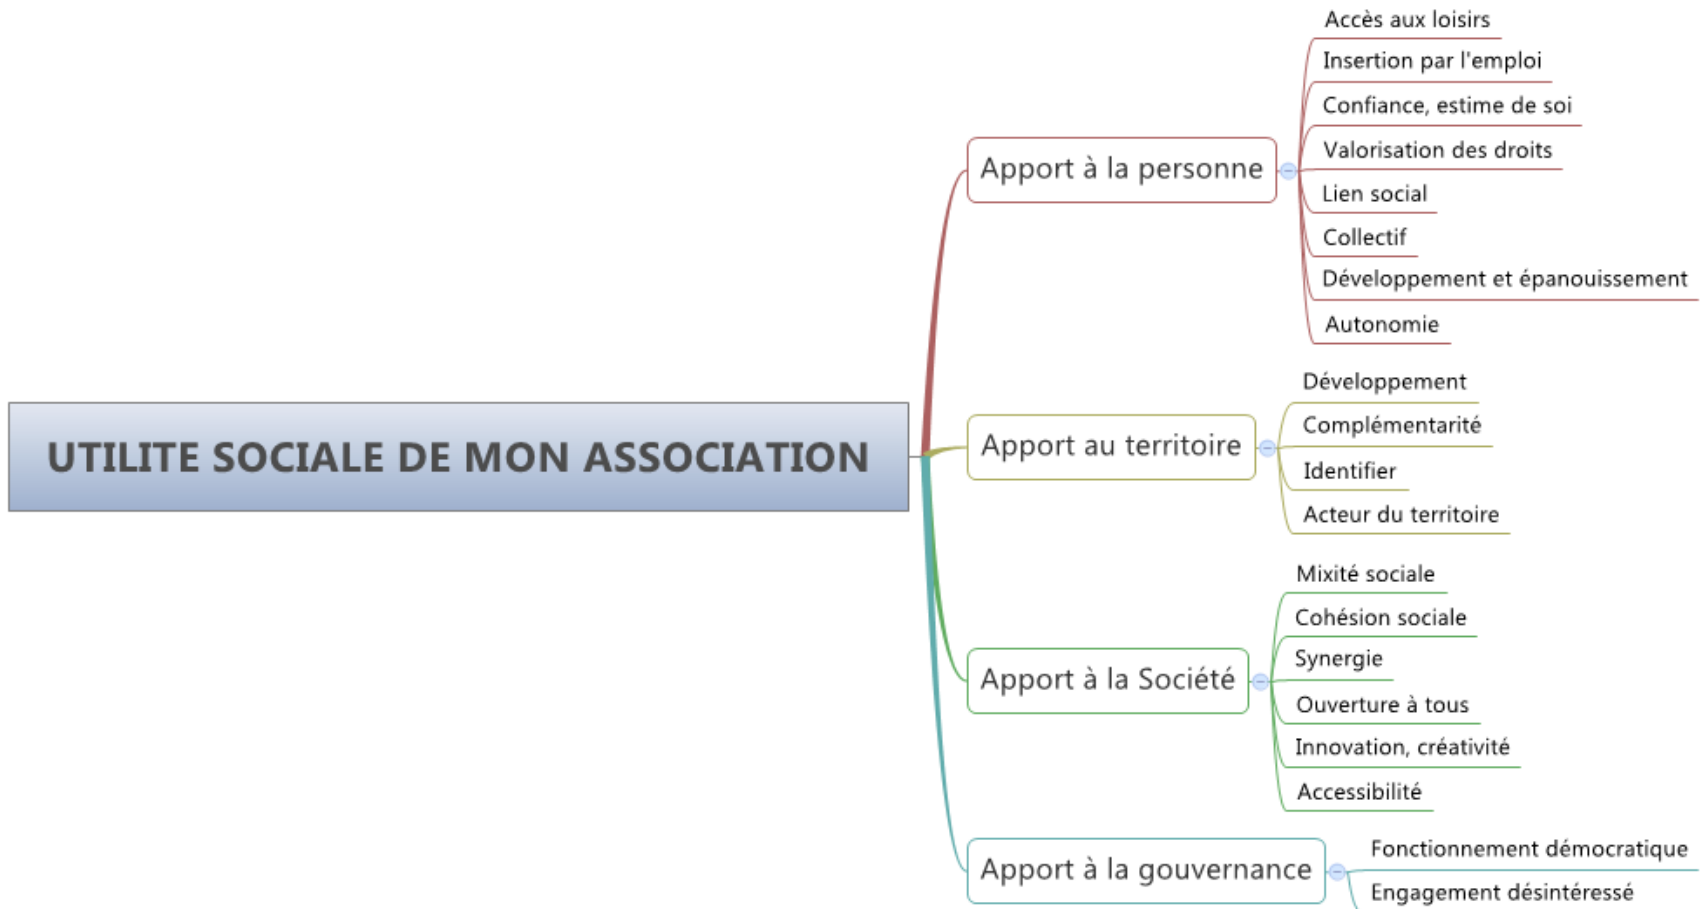 UTILITE SOCIALE DE MON ASSOCIATION
Apport à la personne
Accès aux loisirs
Insertion par l'emploi
Confiance, estime de soi
Valorisation des droits
Lien social
Collectif
Développement et épanouissement
Autonomie
Apport au territoire
Développement
Complémentarité
Identifier
Acteur du territoire
Apport à la Société
Mixité sociale
Cohésion sociale
Synergie
Ouverture à tous
Innovation, créativité
Accessibilité
Apport à la gouvernance
Fonctionnement démocratique
Engagement désintéressé